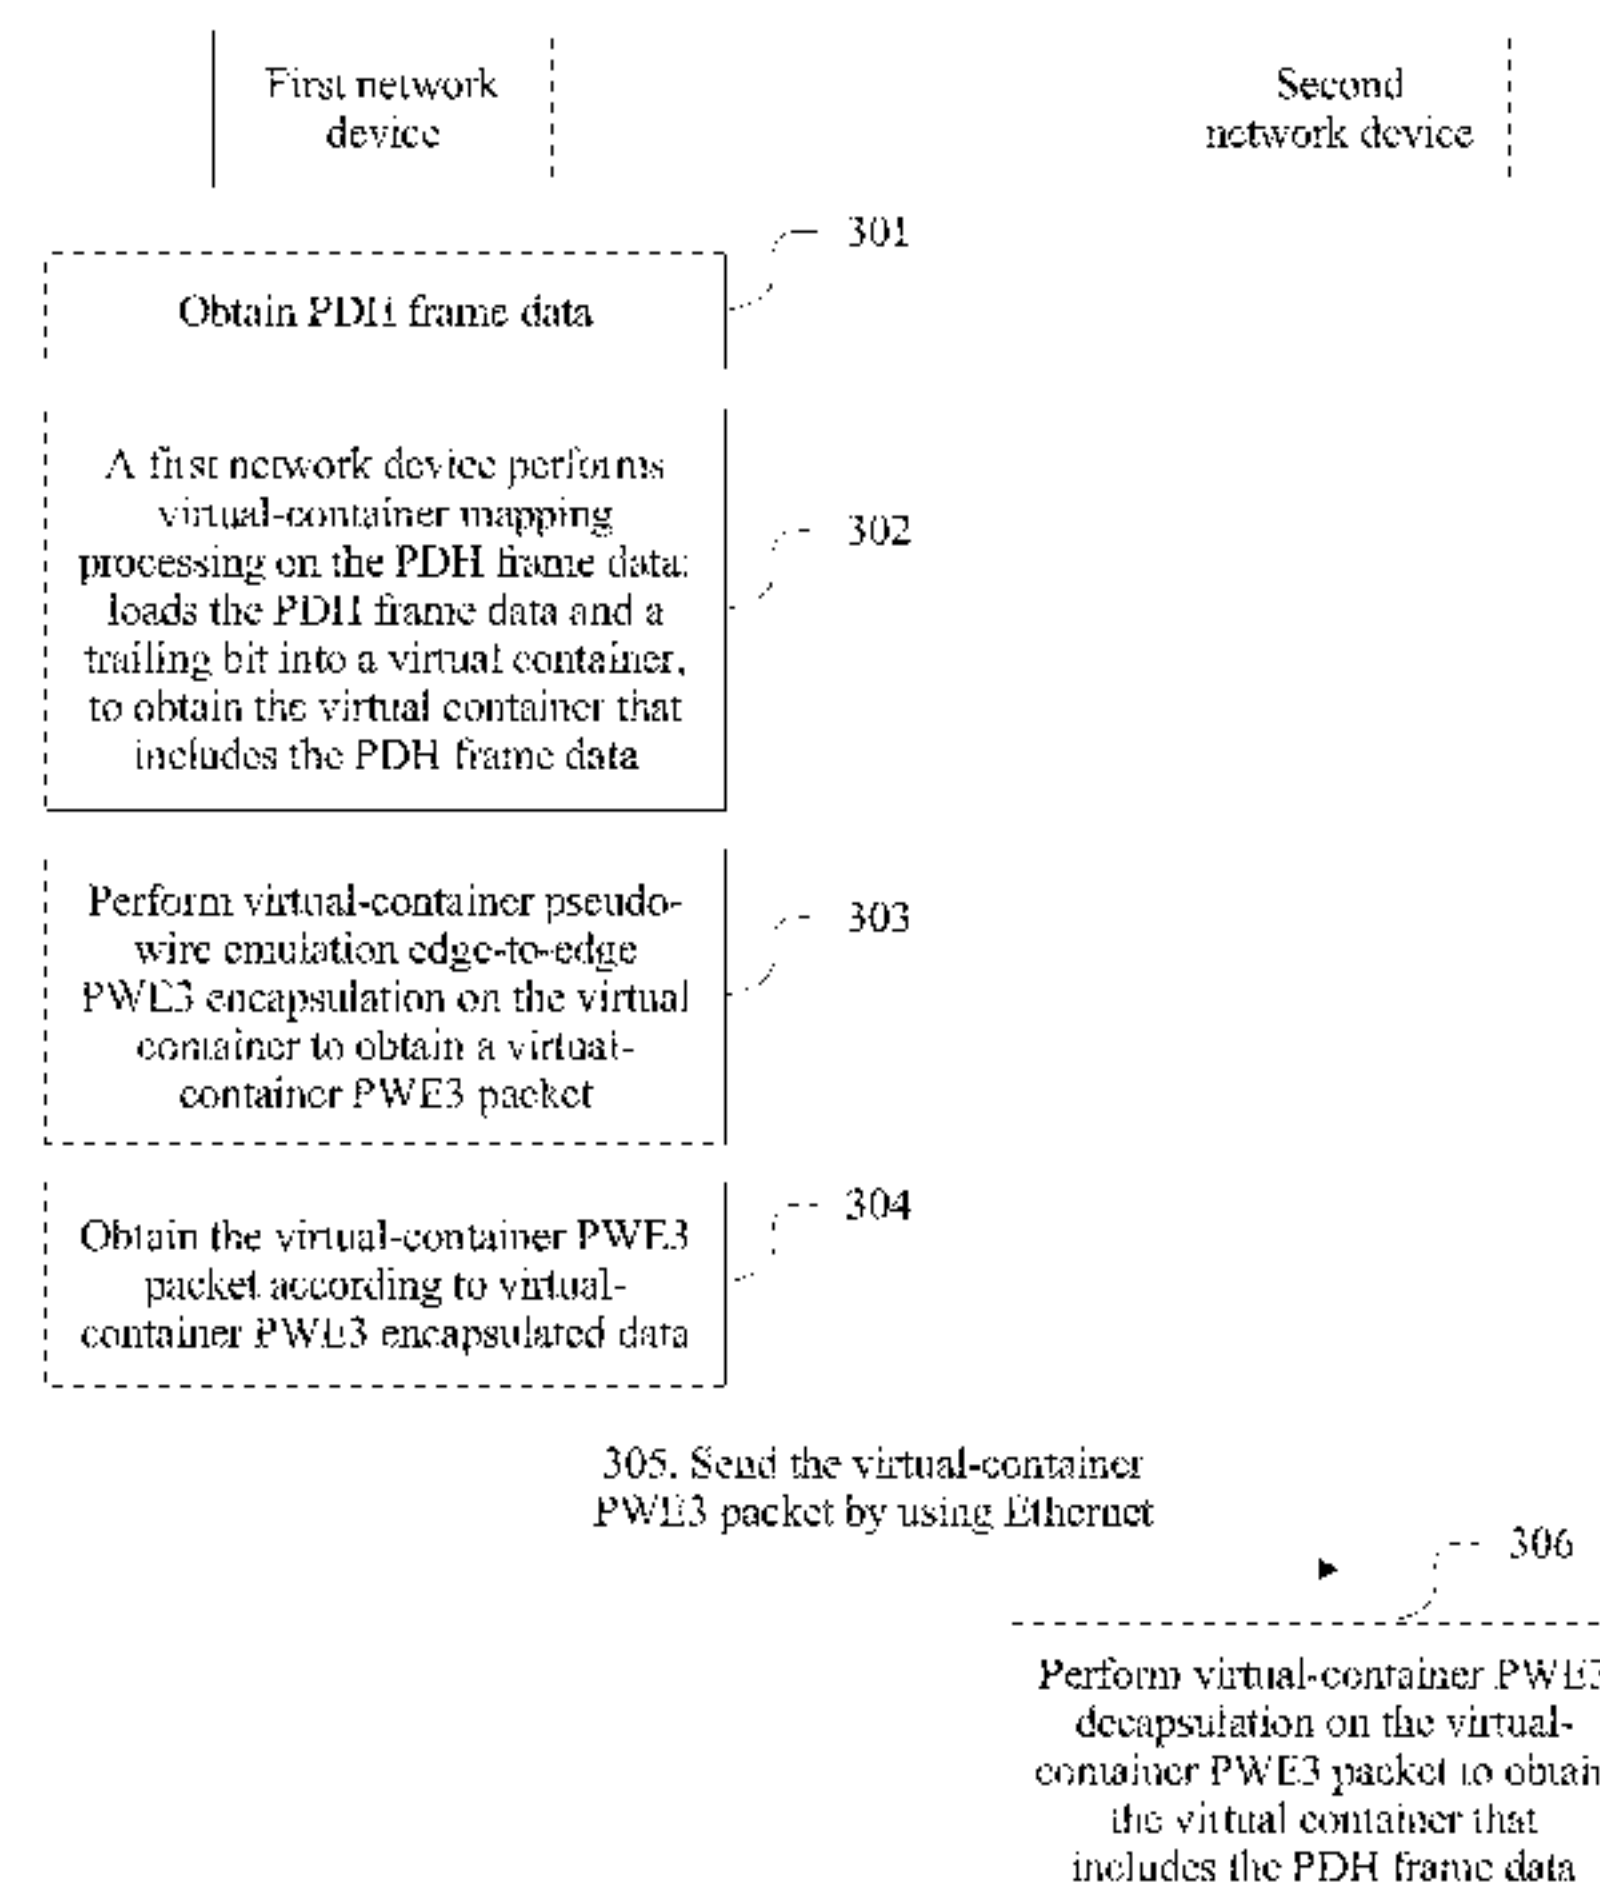 First network
device
Second
network device
301
Obtain PDH frame data
A first network device performs
virtual-container mapping
processing on the PDH frame data:
loads the PDH frame data and a
trailing bit into a virtual container,
to obtain the virtual container that
includes the PDH frame data
302
Perform virtual-container pseudo-
wire emulation edge-to-edge
PWE3 encapsulation on the virtual
container to obtain a virtual-
container PWE3 packet
303
Obtain the virtual-container PWE3
packet according to virtual-
container PWE3 encapsulated data
304
305. Send the virtual-container
PWE3 packet by using Ethernet
306
Perform virtual-container PWE3
decapsulation on the virtual-
container PWE3 packet to obtain
the virtual container that
includes the PDH frame data